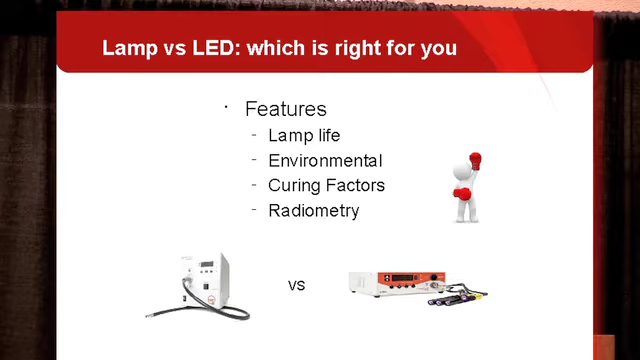 Lamp vs LED: which is right for you
· Features
- Lamp life
- Environmental
- Curing Factors
- Radiometry
vs